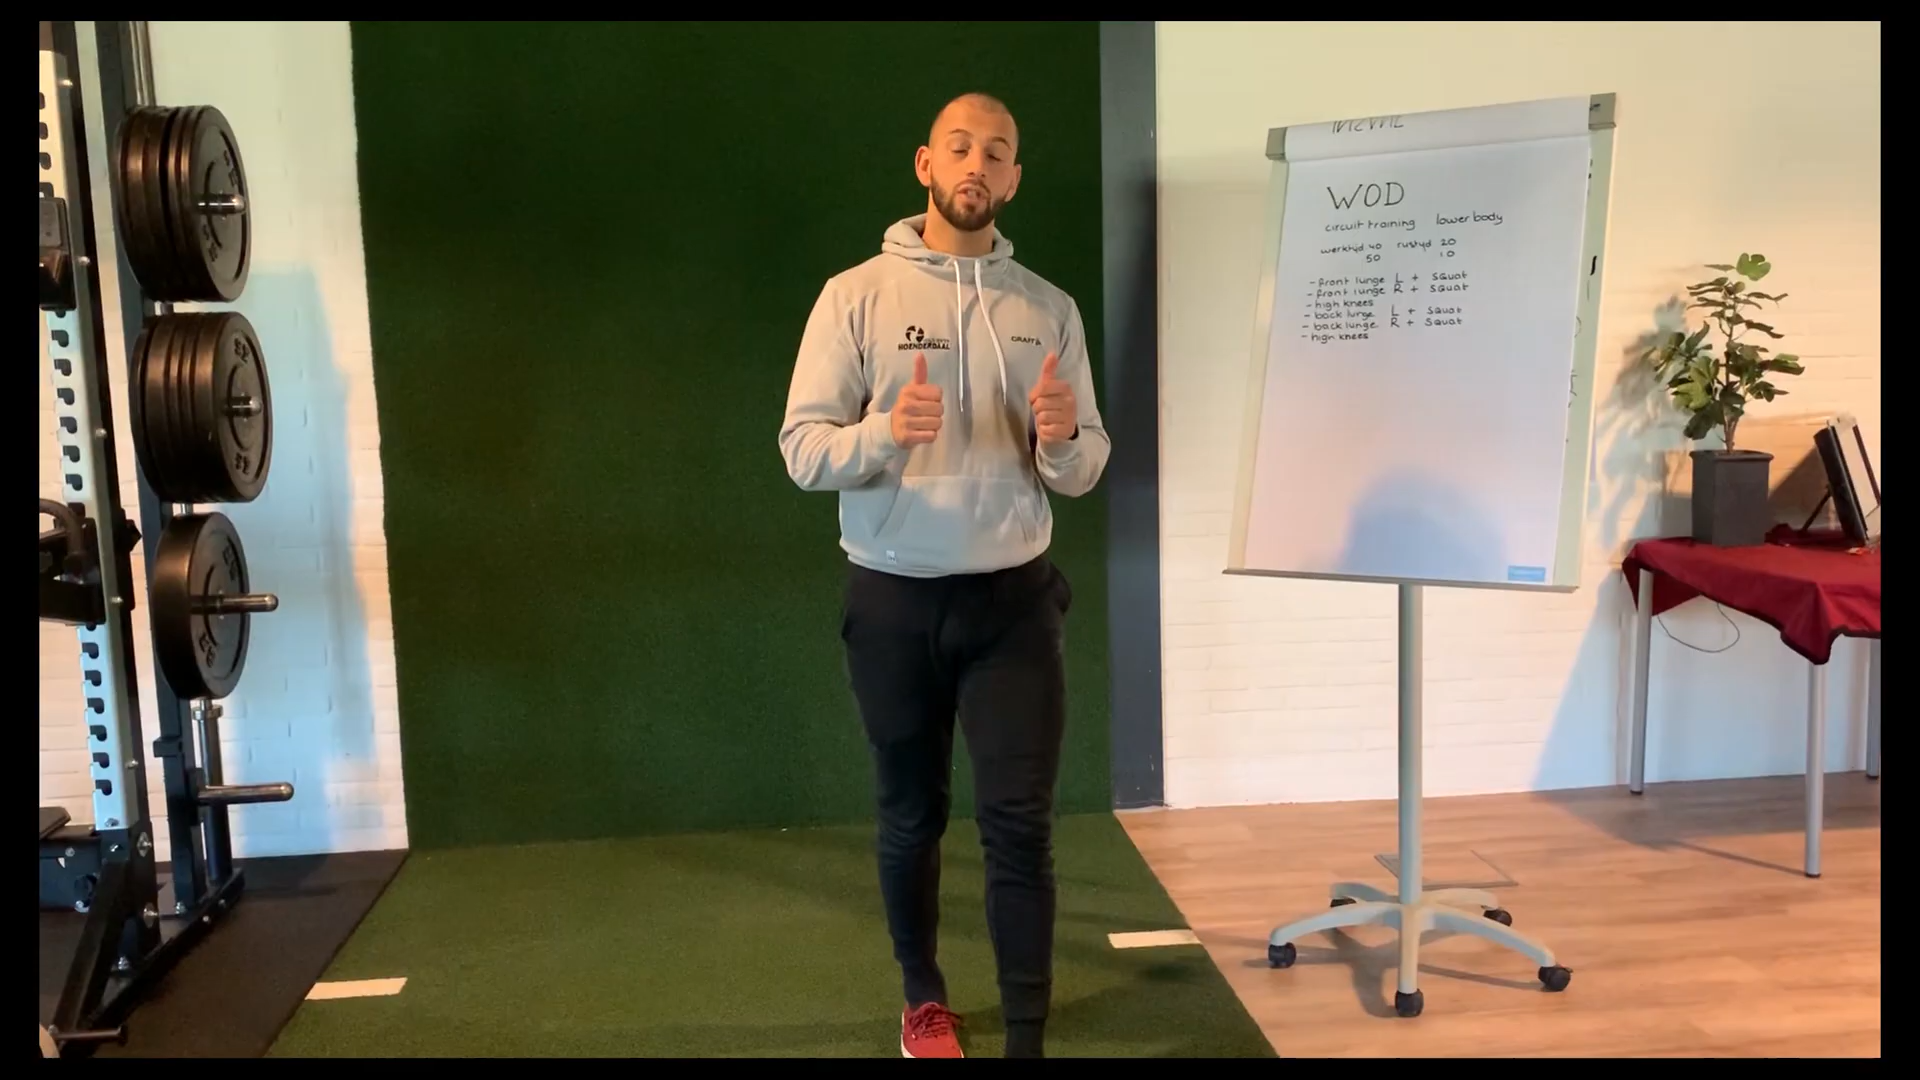 WOD
circuit training lower body
werktijd 40 rustijd 20
50 10
- front lunge L + squat
- front lunge R + squat
- high knees
- back lunge L + squat
- back lunge R + squat
- high knees
HOENDERDAAL
CRAFT